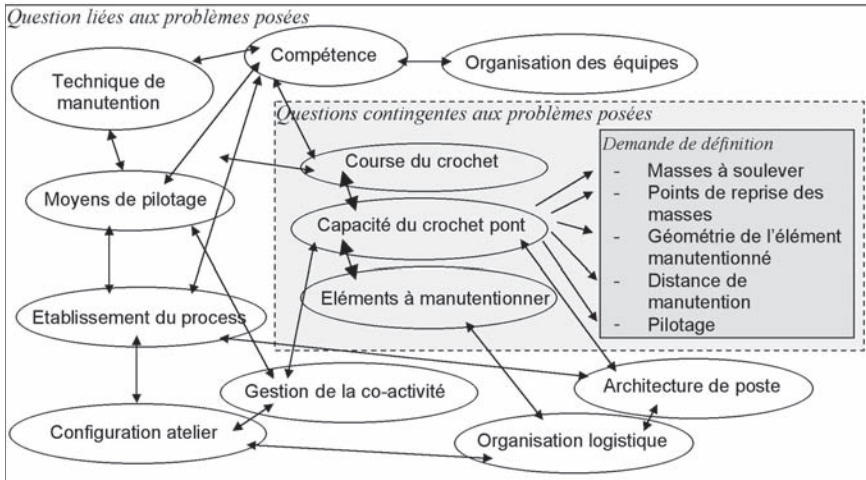 Question liées aux problèmes posées
Compétence
Organisation des équipes
Technique de
manutention
Questions contingentes aux problèmes posées
Demande de définition
Course du crochet
- Masses à soulever
- Points de reprise des
masses
Moyens de pilotage
Capacité du crochet pont
- Géométrie de l'élément
manutentionné
- Distance de
manutention
- Pilotage
Eléments à manutentionner
Etablissement du process
Gestion de la co-activité
Architecture de poste
Configuration atelier
Organisation logistique